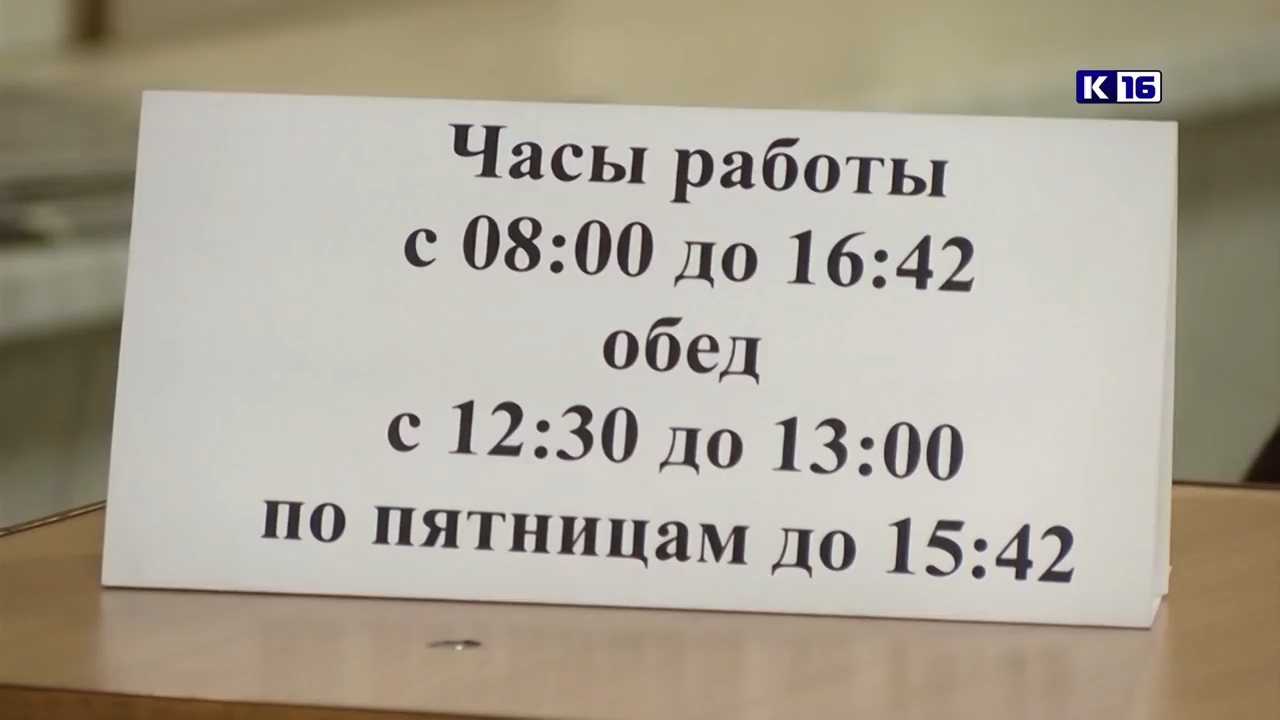 К 16
Часы работы
с 08:00 до 16:42
обед
с 12:30 до 13:00
по пятницам до 15:42